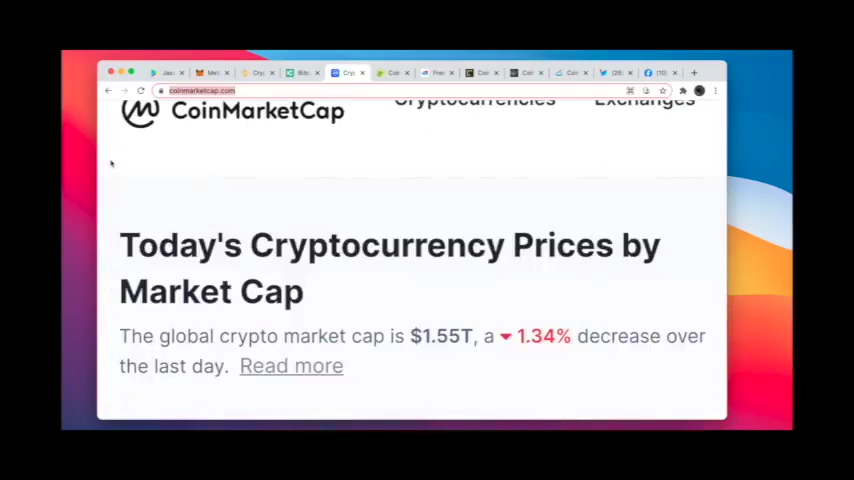 coinmarketcap.com
CoinMarketCap Cryptocurrencies Exchanges
Today's Cryptocurrency Prices by
Market Cap
The global crypto market cap is $1.55T, a ▼ 1.34% decrease over
the last day. Read more